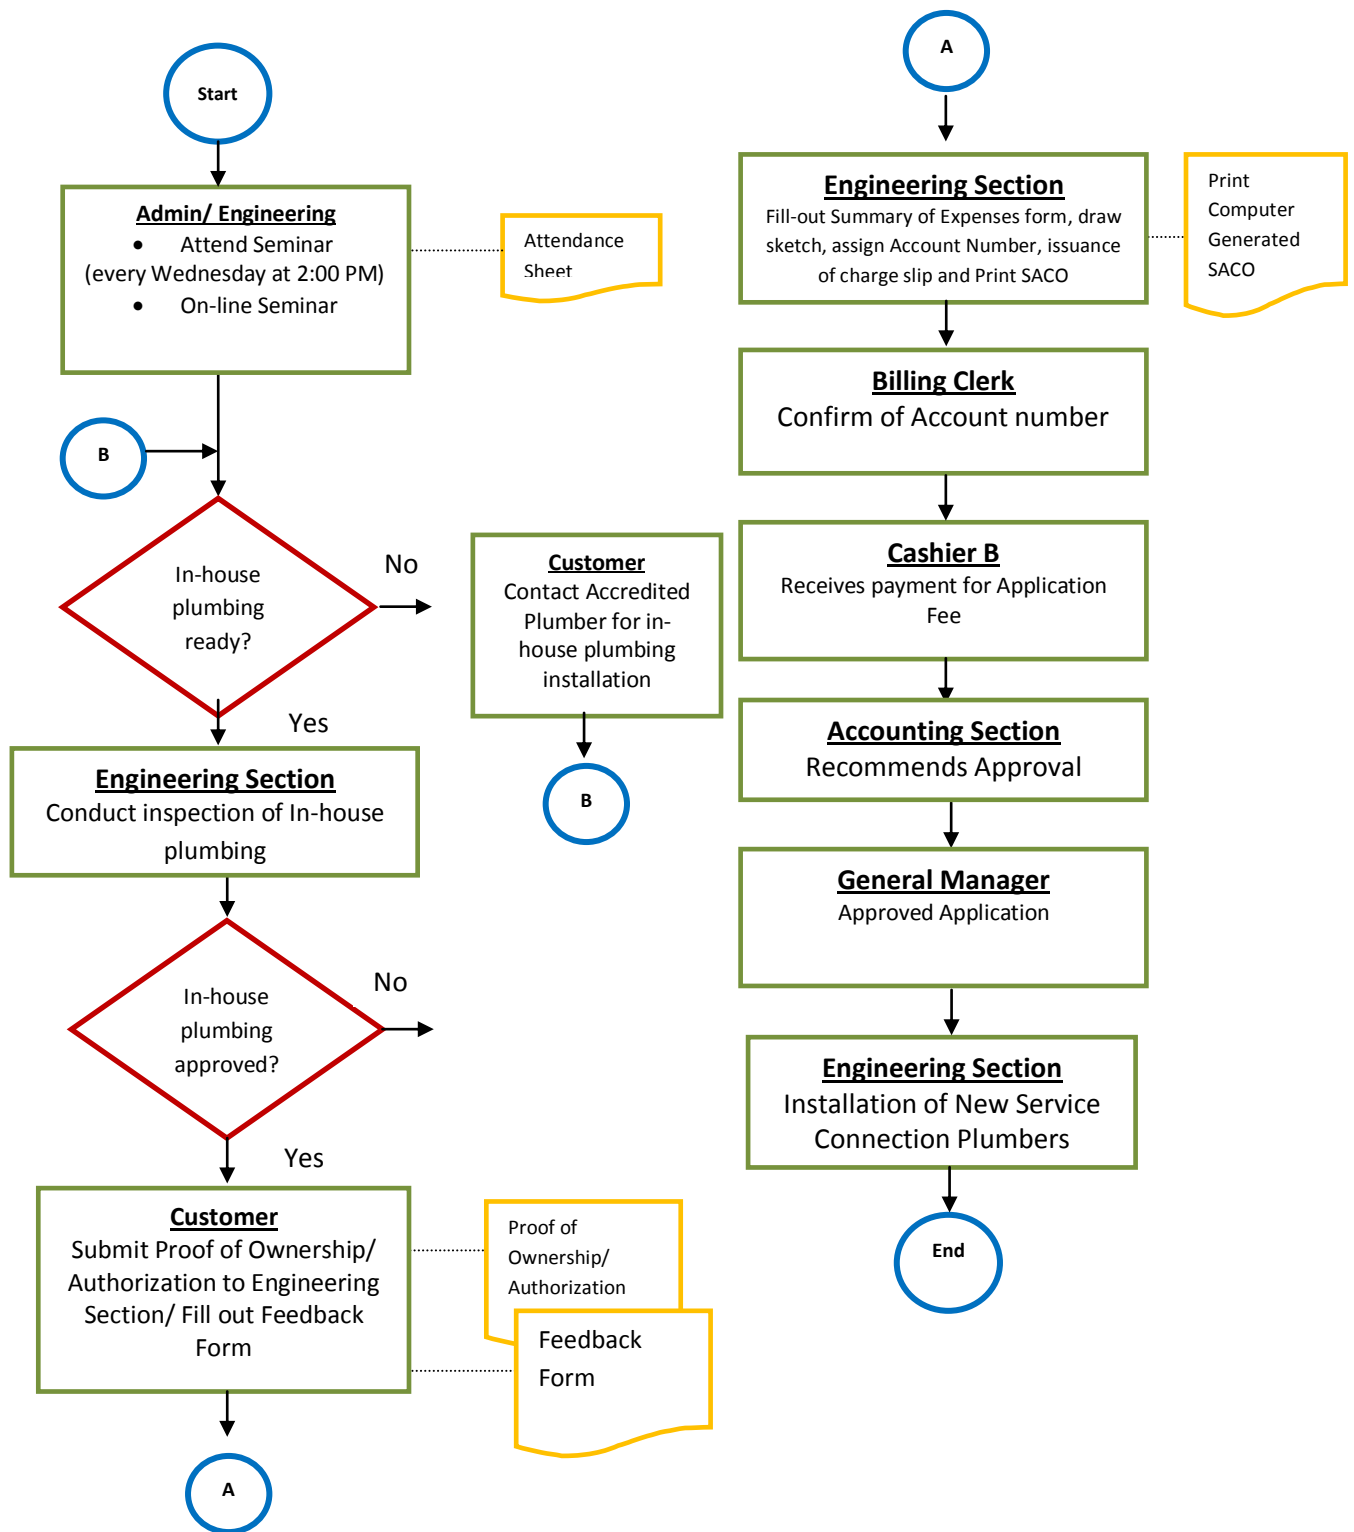 Start
Admin/ Engineering
• Attend Seminar
(every Wednesday at 2:00 PM)
• On-line Seminar
Attendance
Sheet
B
In-house
plumbing
ready?
No
Yes
Customer
Contact Accredited
Plumber for in-
house plumbing
installation
B
Engineering Section
Conduct inspection of In-house
plumbing
In-house
plumbing
approved?
No
Yes
Customer
Submit Proof of Ownership/
Authorization to Engineering
Section/ Fill out Feedback
Form
Proof of
Ownership/
Authorization
Feedback
Form
A
A
Engineering Section
Fill-out Summary of Expenses form, draw
sketch, assign Account Number, issuance
of charge slip and Print SACO
Print
Computer
Generated
SACO
Billing Clerk
Confirm of Account number
Cashier B
Receives payment for Application
Fee
Accounting Section
Recommends Approval
General Manager
Approved Application
Engineering Section
Installation of New Service
Connection Plumbers
End